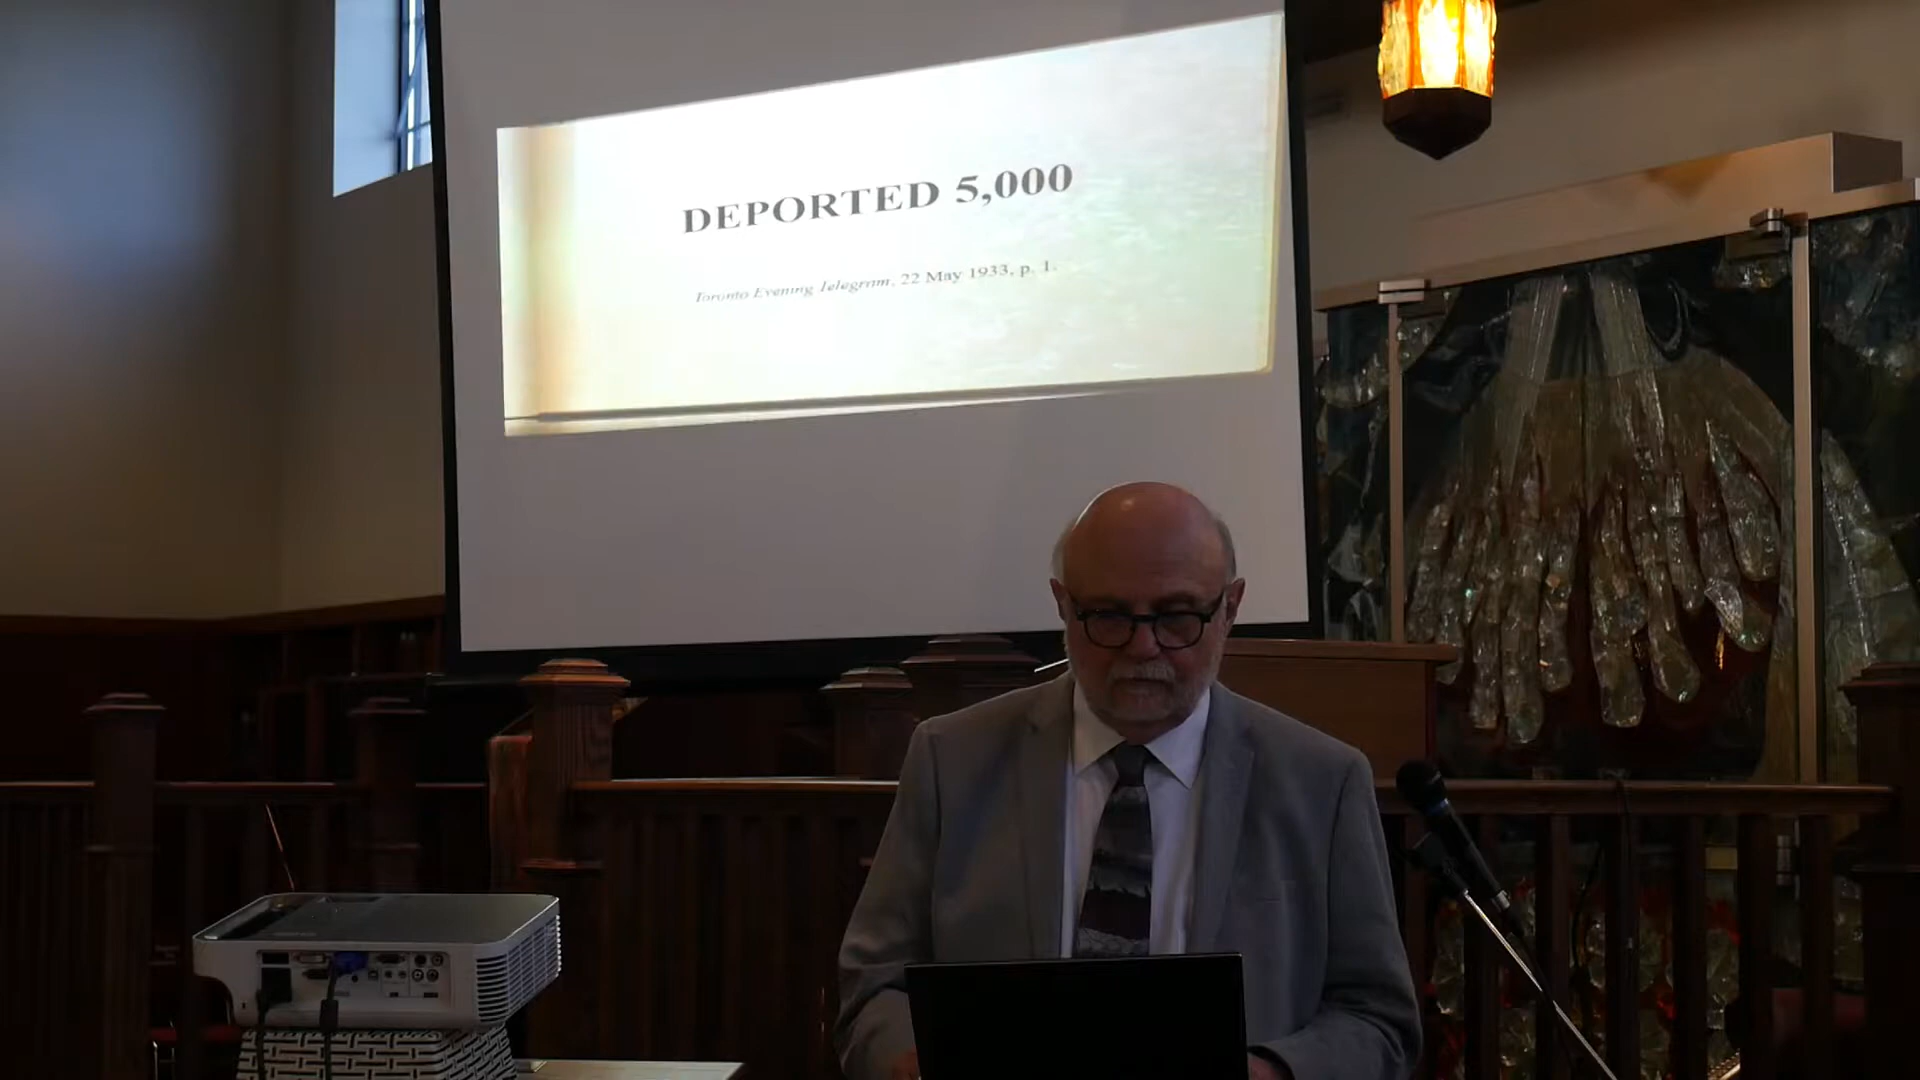 DEPORTED 5,000
Toronto Evening Telegram, 22 May 1933, p. 1.